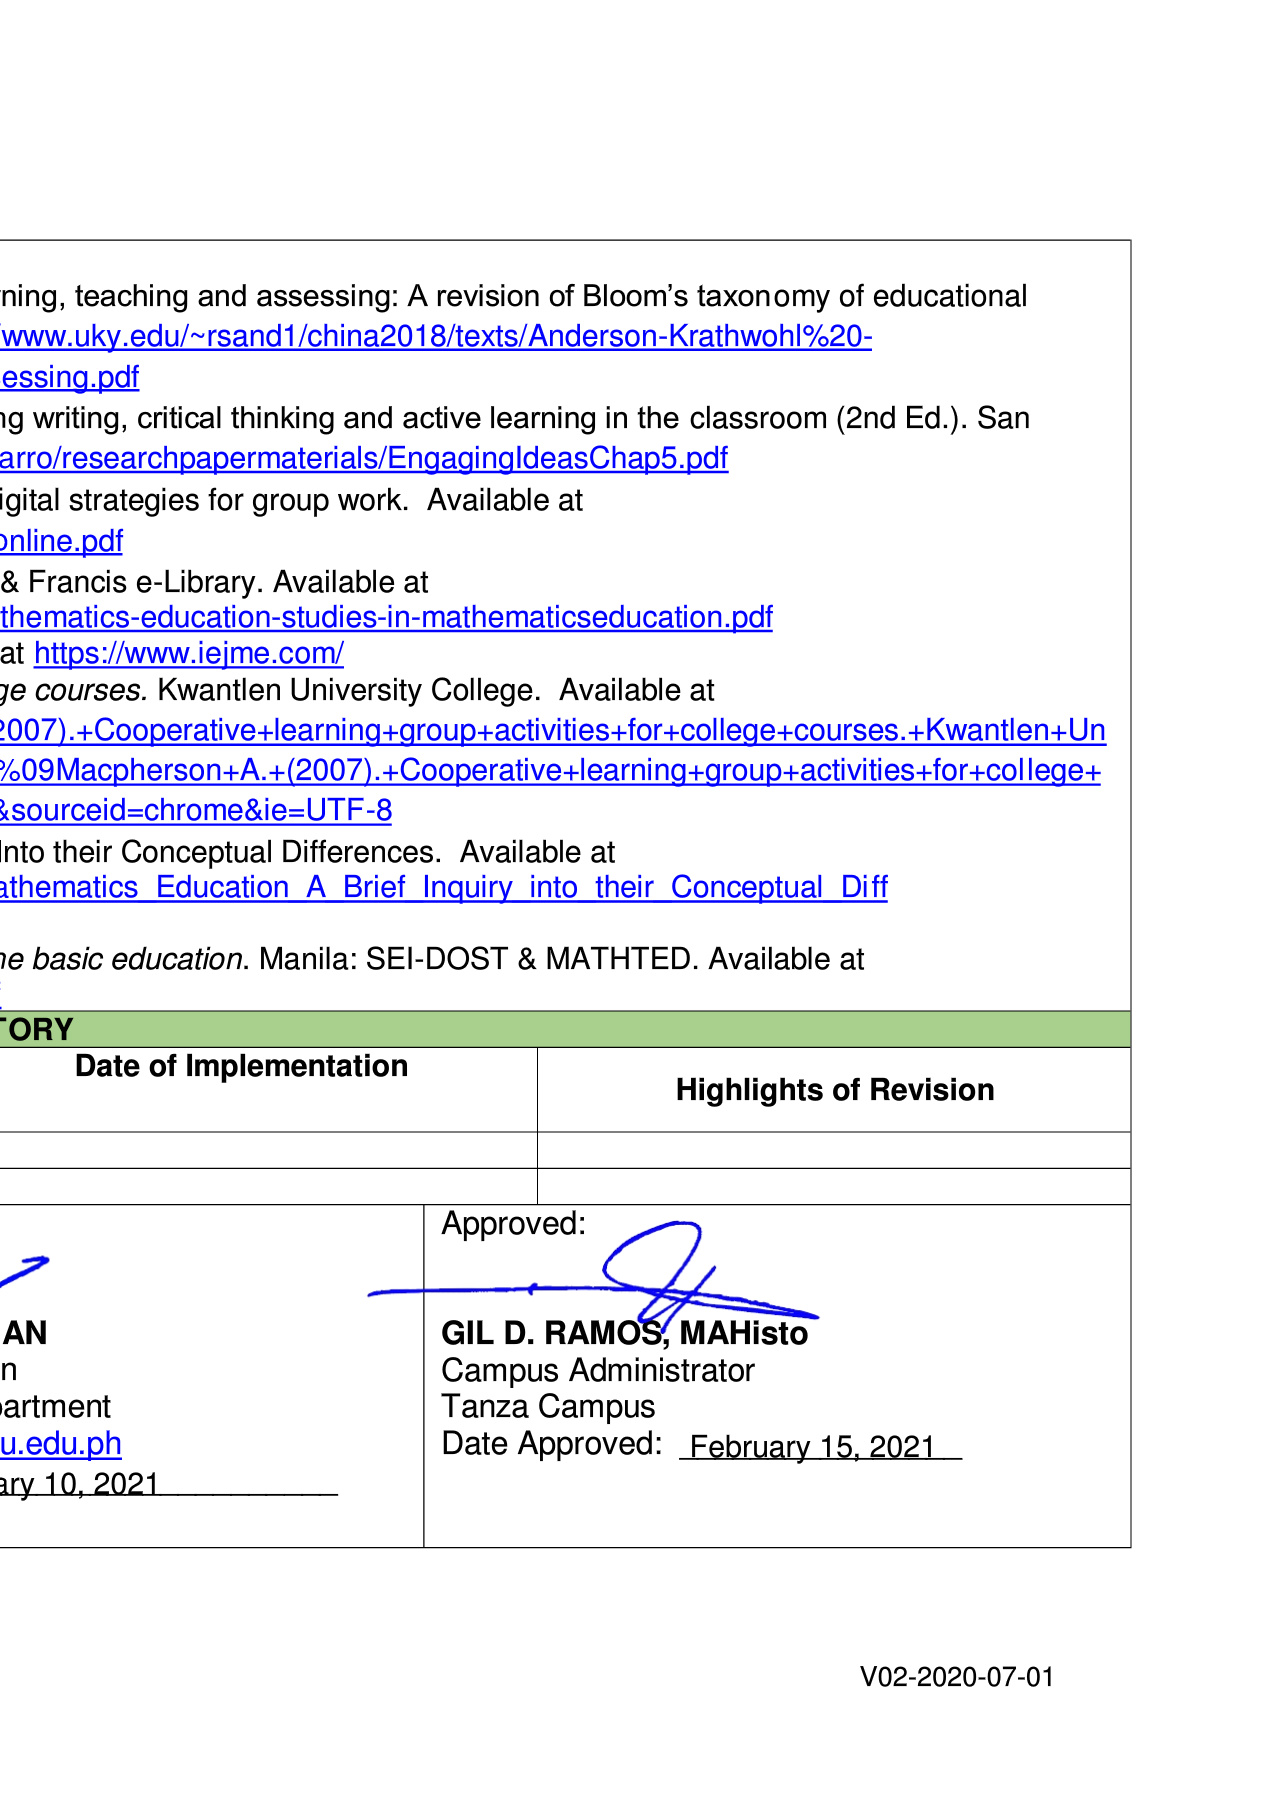 ning, teaching and assessing: A revision of Bloom's taxonomy of educational
www.uky.edu/~rsand1/china2018/texts/Anderson-Krathwohl%20-
essing.pdf
ng writing, critical thinking and active learning in the classroom (2nd Ed.). San
arro/researchpapermaterials/EngagingIdeasChap5.pdf
igital strategies for group work. Available at
online.pdf
& Francis e-Library. Available at
thematics-education-studies-in-mathematicseducation.pdf
at https://www.iejme.com/
ge courses. Kwantlen University College. Available at
2007).+Cooperative+learning+group+activities+for+college+courses.+Kwantlen+Un
%09Macpherson+A.+(2007).+Cooperative+learning+group+activities+for+college+
&sourceid=chrome&ie=UTF-8
Into their Conceptual Differences. Available at
athematics_Education_A_Brief_Inquiry_into_their_Conceptual_Diff
ne basic education. Manila: SEI-DOST & MATHTED. Available at
TORY
Date of Implementation
Highlights of Revision
AN
n
partment
u.edu.ph
ary 10, 2021
Approved:
GIL D. RAMOS, MAHisto
Campus Administrator
Tanza Campus
Date Approved: February 15, 2021
V02-2020-07-01